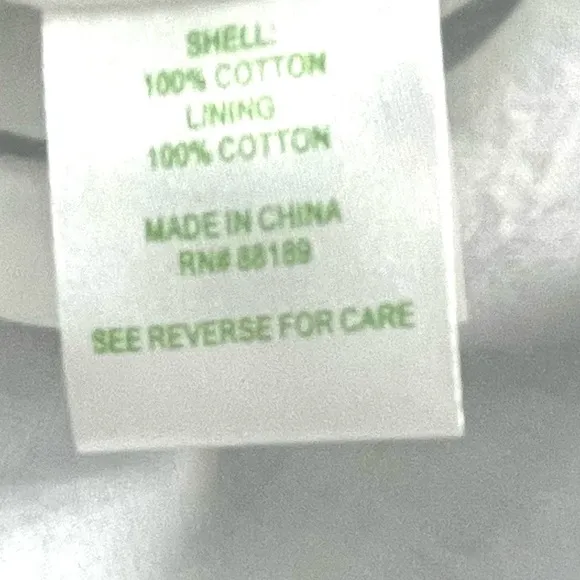 SHELL:
100% COTTON
LINING
100% COTTON
MADE IN CHINA
RN# 88189
SEE REVERSE FOR CARE